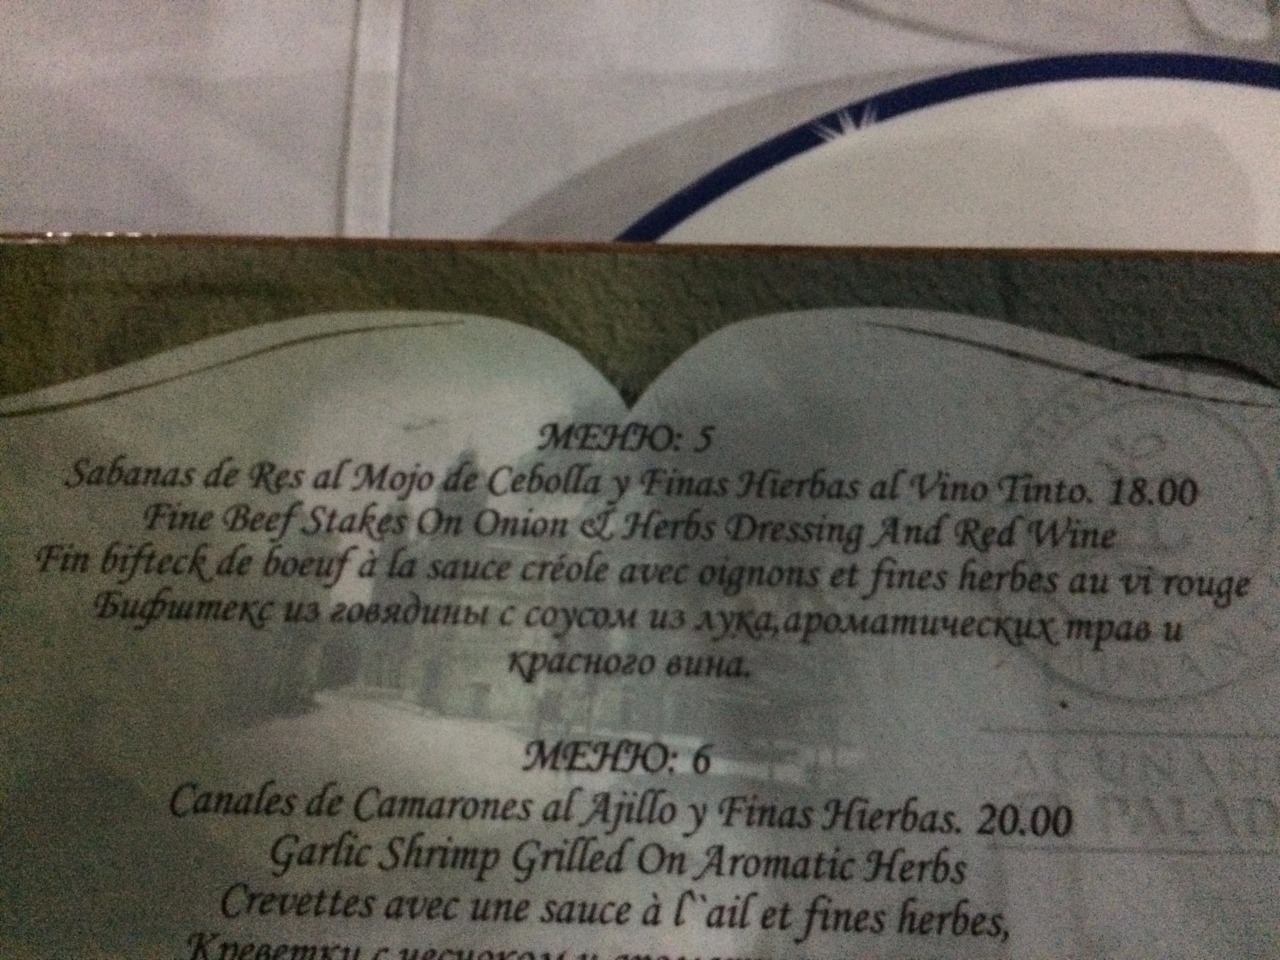 МЕНЮ: 5
Sabanas de Res al Mojo de Cebolla y Finas Hierbas al Vino Tinto. 18.00
Fine Beef Stakes On Onion & Herbs Dressing And Red Wine
Fin bifteck de boeuf à la sauce créole avec oignons et fines herbes au vi rouge
Бифштекс из говядины с соусом из лука,ароматических трав и
красного вина.
МЕНЮ: 6
Canales de Camarones al Ajillo y Finas Hierbas. 20.00
Garlic Shrimp Grilled On Aromatic Herbs
Crevettes avec une sauce à l``ail et fines herbes,
Креветки с чесноком и